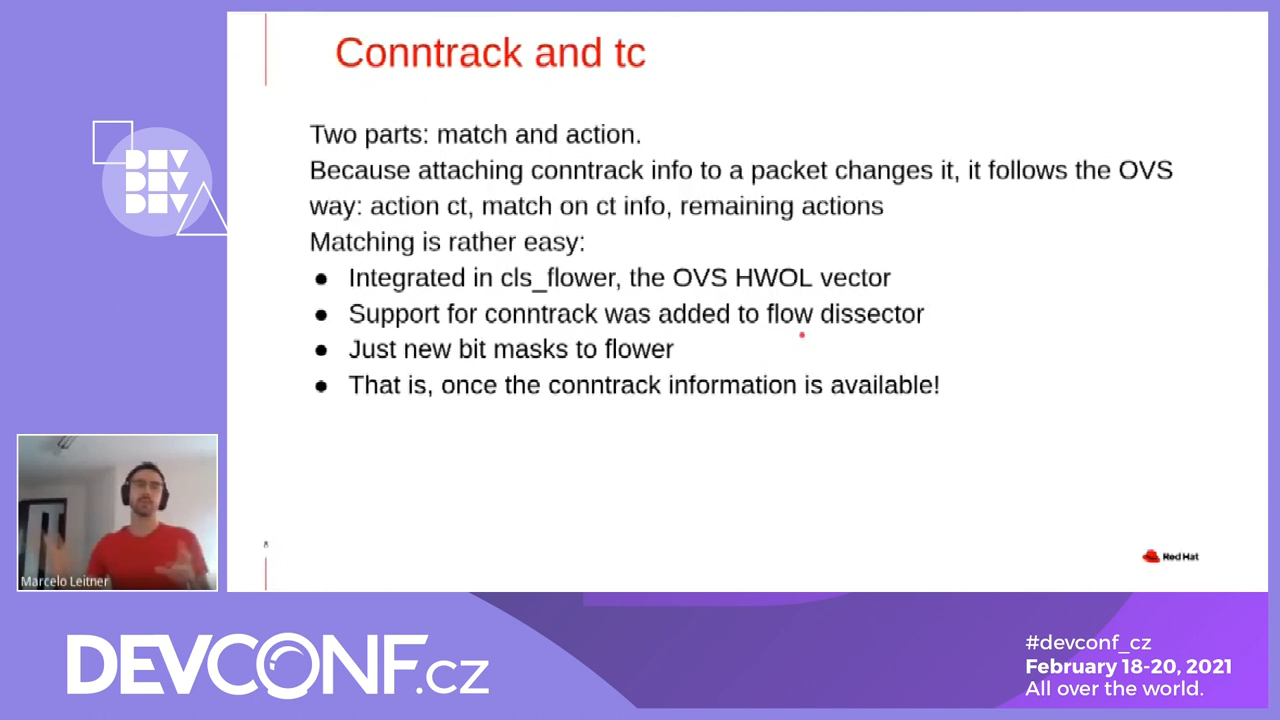 Conntrack and tc
Two parts: match and action.
Because attaching conntrack info to a packet changes it, it follows the OVS
way: action ct, match on ct info, remaining actions
Matching is rather easy:
● Integrated in cls_flower, the OVS HWOL vector
● Support for conntrack was added to flow dissector
● Just new bit masks to flower
● That is, once the conntrack information is available!
8
Red Hat
DEV
DEV
DEV
Marcelo Leitner
DEVCONF.cz
#devconf_cz
February 18-20, 2021
All over the world.